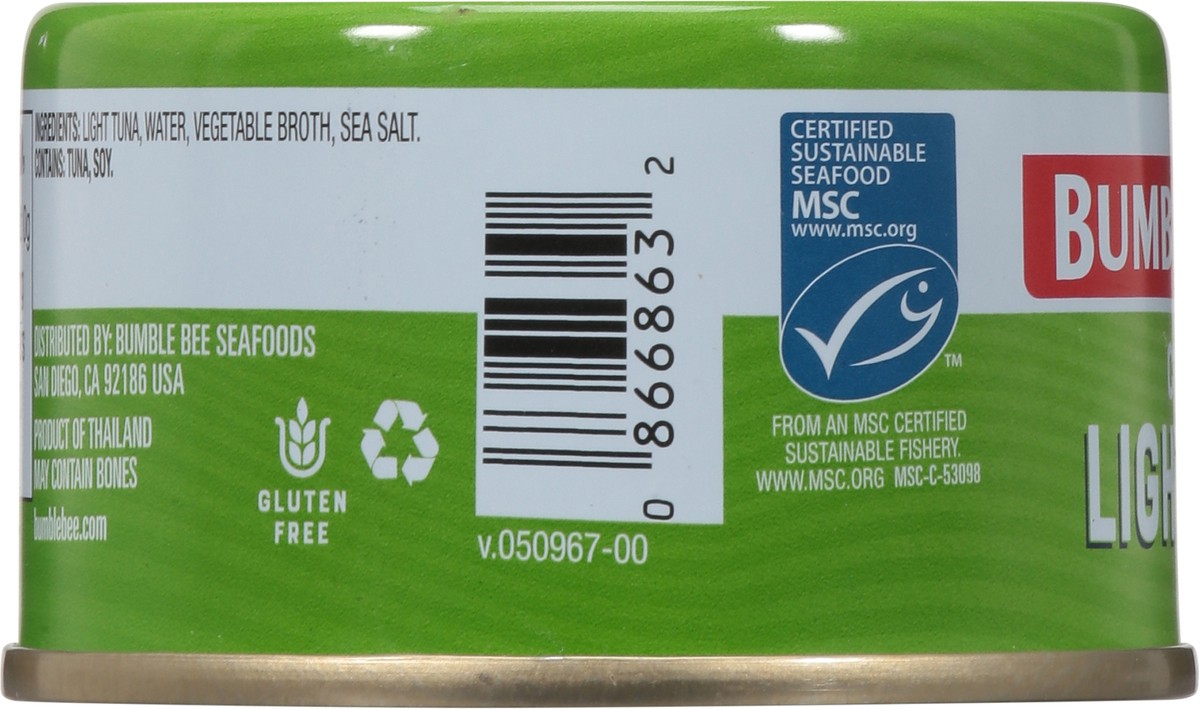 INGREDIENTS: LIGHT TUNA, WATER, VEGETABLE BROTH, SEA SALT.
CONTAINS: TUNA, SOY.
0g
DISTRIBUTED BY: BUMBLE BEE SEAFOODS
SAN DIEGO, CA 92186 USA
PRODUCT OF THAILAND
MAY CONTAIN BONES
bumblebee.com
GLUTEN
FREE
0 866863 2
v.050967-00
CERTIFIED
SUSTAINABLE
SEAFOOD
MSC
www.msc.org
TM
FROM AN MSC CERTIFIED
SUSTAINABLE FISHERY.
WWW.MSC.ORG MSC-C-53098
BUMB
LIGH